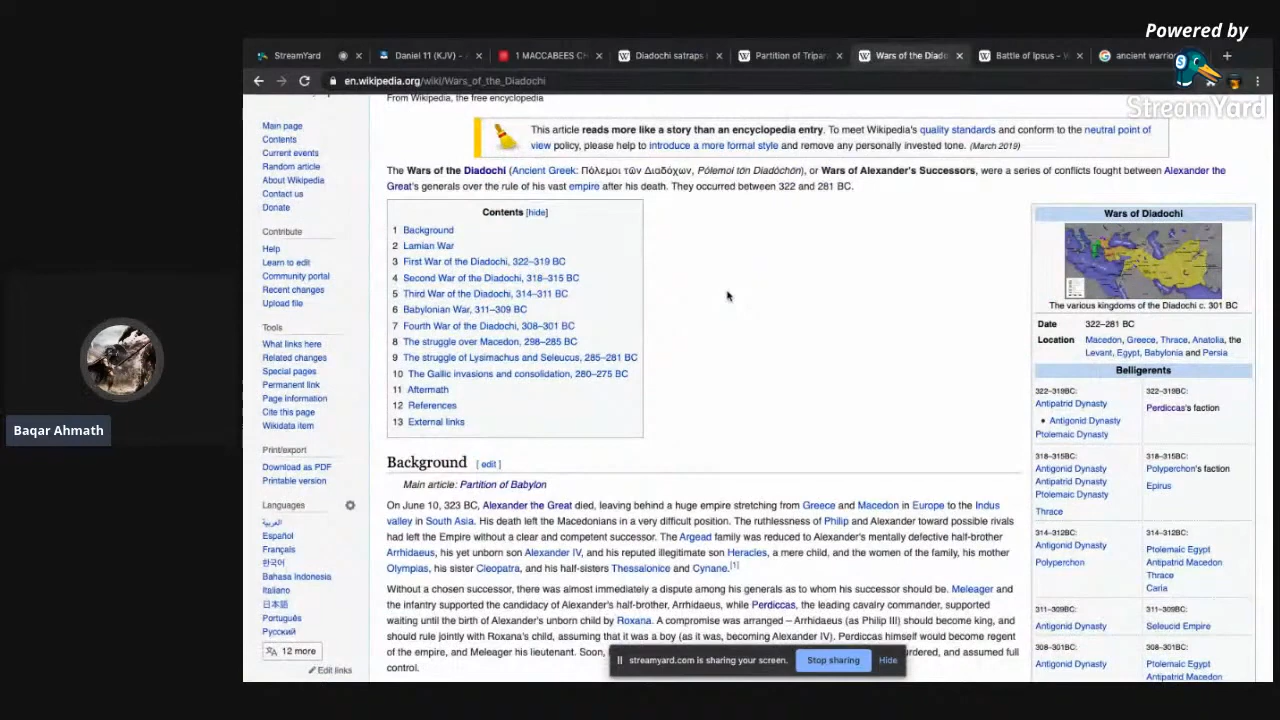 Powered by
StreamYard
StreamYard
Daniel 11 (KJV) -
1 MACCABEES CH
Diadochi satraps
Partition of Tripar
Wars of the Diado
Battle of Ipsus - W
ancient warrio
en.wikipedia.org/wiki/Wars_of_the_Diadochi
From Wikipedia, the free encyclopedia
Main page
Contents
Current events
Random article
About Wikipedia
Contact us
Donate
Contribute
Help
Learn to edit
Community portal
Recent changes
Upload file
Tools
What links here
Related changes
Special pages
Permanent link
Page information
Cite this page
Wikidata item
Print/export
Download as PDF
Printable version
Languages
العربية
Español
Français
한국어
Bahasa Indonesia
Italiano
日本語
Português
Русский
12 more
Edit links
This article reads more like a story than an encyclopedia entry. To meet Wikipedia's quality standards and conform to the neutral point of
view policy, please help to introduce a more formal style and remove any personally invested tone. (March 2019)
The Wars of the Diadochi (Ancient Greek: Πόλεμοι τῶν Διαδόχων, Pólemoi tōn Diadóchōn), or Wars of Alexander's Successors, were a series of conflicts fought between Alexander the
Great's generals over the rule of his vast empire after his death. They occurred between 322 and 281 BC.
Contents [hide]
1 Background
2 Lamian War
3 First War of the Diadochi, 322–319 BC
4 Second War of the Diadochi, 318–315 BC
5 Third War of the Diadochi, 314–311 BC
6 Babylonian War, 311–309 BC
7 Fourth War of the Diadochi, 308–301 BC
8 The struggle over Macedon, 298–285 BC
9 The struggle of Lysimachus and Seleucus, 285–281 BC
10 The Gallic invasions and consolidation, 280–275 BC
11 Aftermath
12 References
13 External links
Background [ edit ]
Main article: Partition of Babylon
On June 10, 323 BC, Alexander the Great died, leaving behind a huge empire stretching from Greece and Macedon in Europe to the Indus
valley in South Asia. His death left the Macedonians in a very difficult position. The ruthlessness of Philip and Alexander toward possible rivals
had left the Empire without a clear and competent successor. The Argead family was reduced to Alexander's mentally defective half-brother
Arrhidaeus, his yet unborn son Alexander IV, and his reputed illegitimate son Heracles, a mere child, and the women of the family, his mother
Olympias, his sister Cleopatra, and his half-sisters Thessalonice and Cynane.[1]
Without a chosen successor, there was almost immediately a dispute among his generals as to whom his successor should be. Meleager and
the infantry supported the candidacy of Alexander's half-brother, Arrhidaeus, while Perdiccas, the leading cavalry commander, supported
waiting until the birth of Alexander's unborn child by Roxana. A compromise was arranged – Arrhidaeus (as Philip III) should become king, and
should rule jointly with Roxana's child, assuming that it was a boy (as it was, becoming Alexander IV). Perdiccas himself would become regent
of the empire, and Meleager his lieutenant. Soon, urdered, and assumed full
control.
Wars of Diadochi
The various kingdoms of the Diadochi c. 301 BC
Date 322–281 BC
Location Macedon, Greece, Thrace, Anatolia, the
Levant, Egypt, Babylonia and Persia
Belligerents
322–319BC: 322–319BC:
Antipatrid Dynasty Perdiccas's faction
• Antigonid Dynasty
Ptolemaic Dynasty
318–315BC: 318–315BC:
Antigonid Dynasty Polyperchon's faction
Antipatrid Dynasty Epirus
Ptolemaic Dynasty
Thrace
314–312BC: 314–311BC:
Antigonid Dynasty Ptolemaic Egypt
Polyperchon Antipatrid Macedon
Thrace
Caria
311–309BC: 311–309BC:
Antigonid Dynasty Seleucid Empire
308–301BC: 308–301BC:
Antigonid Dynasty Ptolemaic Egypt
Antipatrid Macedon
streamyard.com is sharing your screen. Stop sharing Hide
Baqar Ahmath